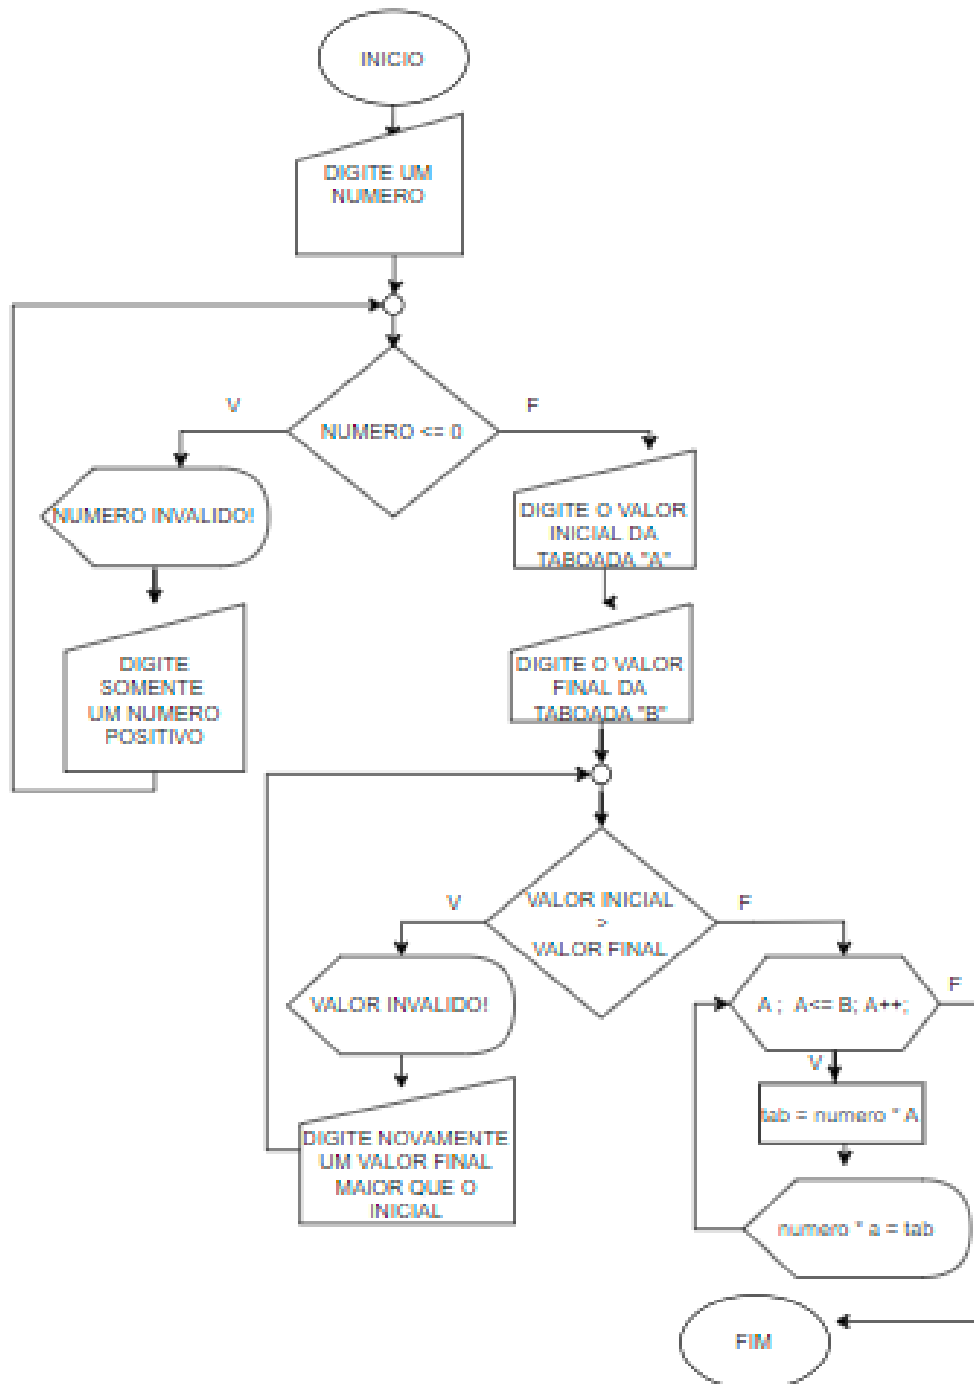 INICIO
DIGITE UM
NUMERO
V
F
NUMERO <= 0
NUMERO INVALIDO!
DIGITE O VALOR
INICIAL DA
TABOADA "A"
DIGITE
SOMENTE
UM NUMERO
POSITIVO
DIGITE O VALOR
FINAL DA
TABOADA "B"
V
VALOR INICIAL
>
VALOR FINAL
F
VALOR INVALIDO!
A ; A<= B; A++;
F
V
tab = numero * A
DIGITE NOVAMENTE
UM VALOR FINAL
MAIOR QUE O
INICIAL
numero * a = tab
FIM